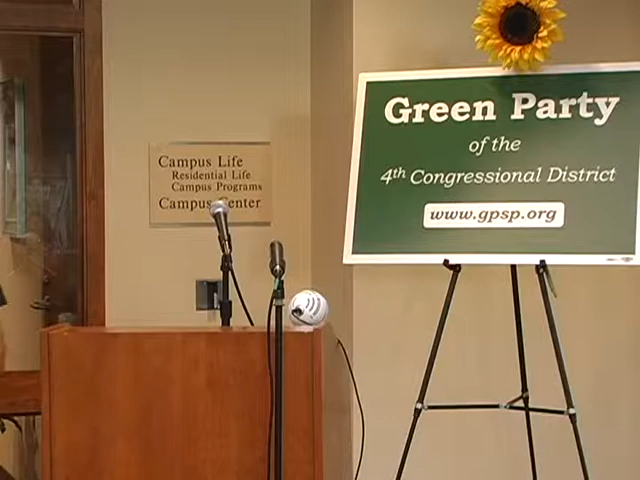 Campus Life
Residential Life
Campus Programs
Campus Center
Green Party
of the
4th Congressional District
www.gpsp.org